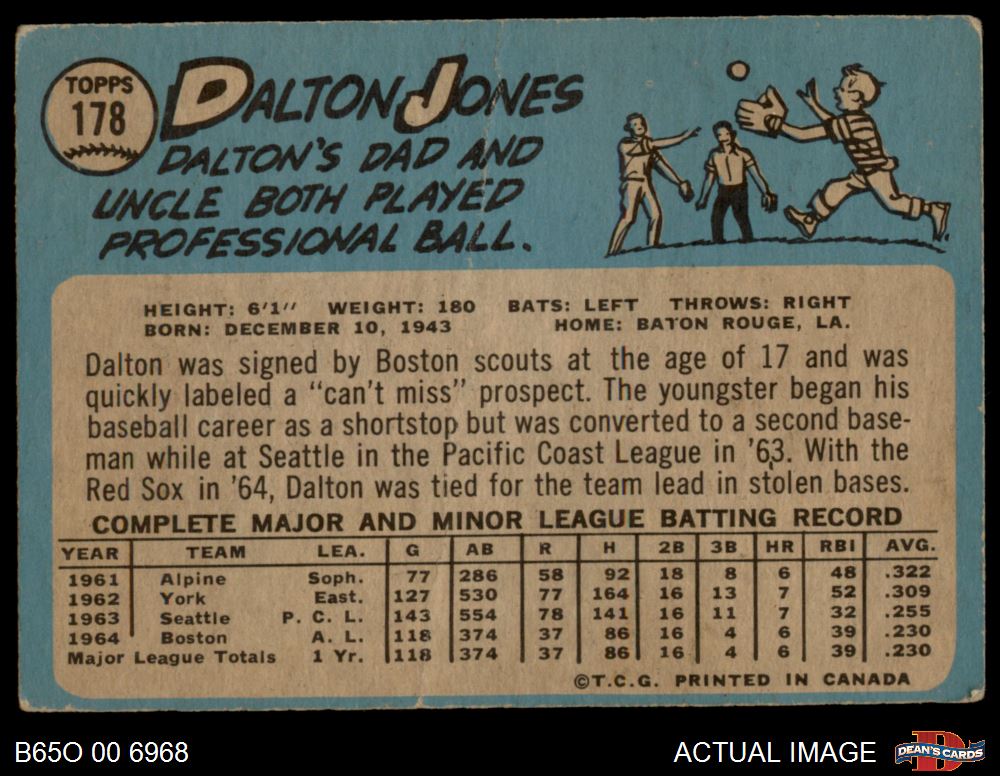 TOPPS
178
DALTON JONES
DALTON'S DAD AND
UNCLE BOTH PLAYED
PROFESSIONAL BALL.
HEIGHT: 6'1" WEIGHT: 180 BATS: LEFT THROWS: RIGHT
BORN: DECEMBER 10, 1943 HOME: BATON ROUGE, LA.
Dalton was signed by Boston scouts at the age of 17 and was
quickly labeled a "can't miss" prospect. The youngster began his
baseball career as a shortstop but was converted to a second base-
man while at Seattle in the Pacific Coast League in '63. With the
Red Sox in '64, Dalton was tied for the team lead in stolen bases.
COMPLETE MAJOR AND MINOR LEAGUE BATTING RECORD
YEAR TEAM LEA. G AB R H 2B 3B HR RBI AVG.
1961 Alpine Soph. 77 286 58 92 18 8 6 48 .322
1962 York East. 127 530 77 164 16 13 7 52 .309
1963 Seattle P. C. L. 143 554 78 141 16 11 7 32 .255
1964 Boston A. L. 118 374 37 86 16 4 6 39 .230
Major League Totals 1 Yr. 118 374 37 86 16 4 6 39 .230
©T.C.G. PRINTED IN CANADA
B65O 00 6968 ACTUAL IMAGE DEAN'S CARDS